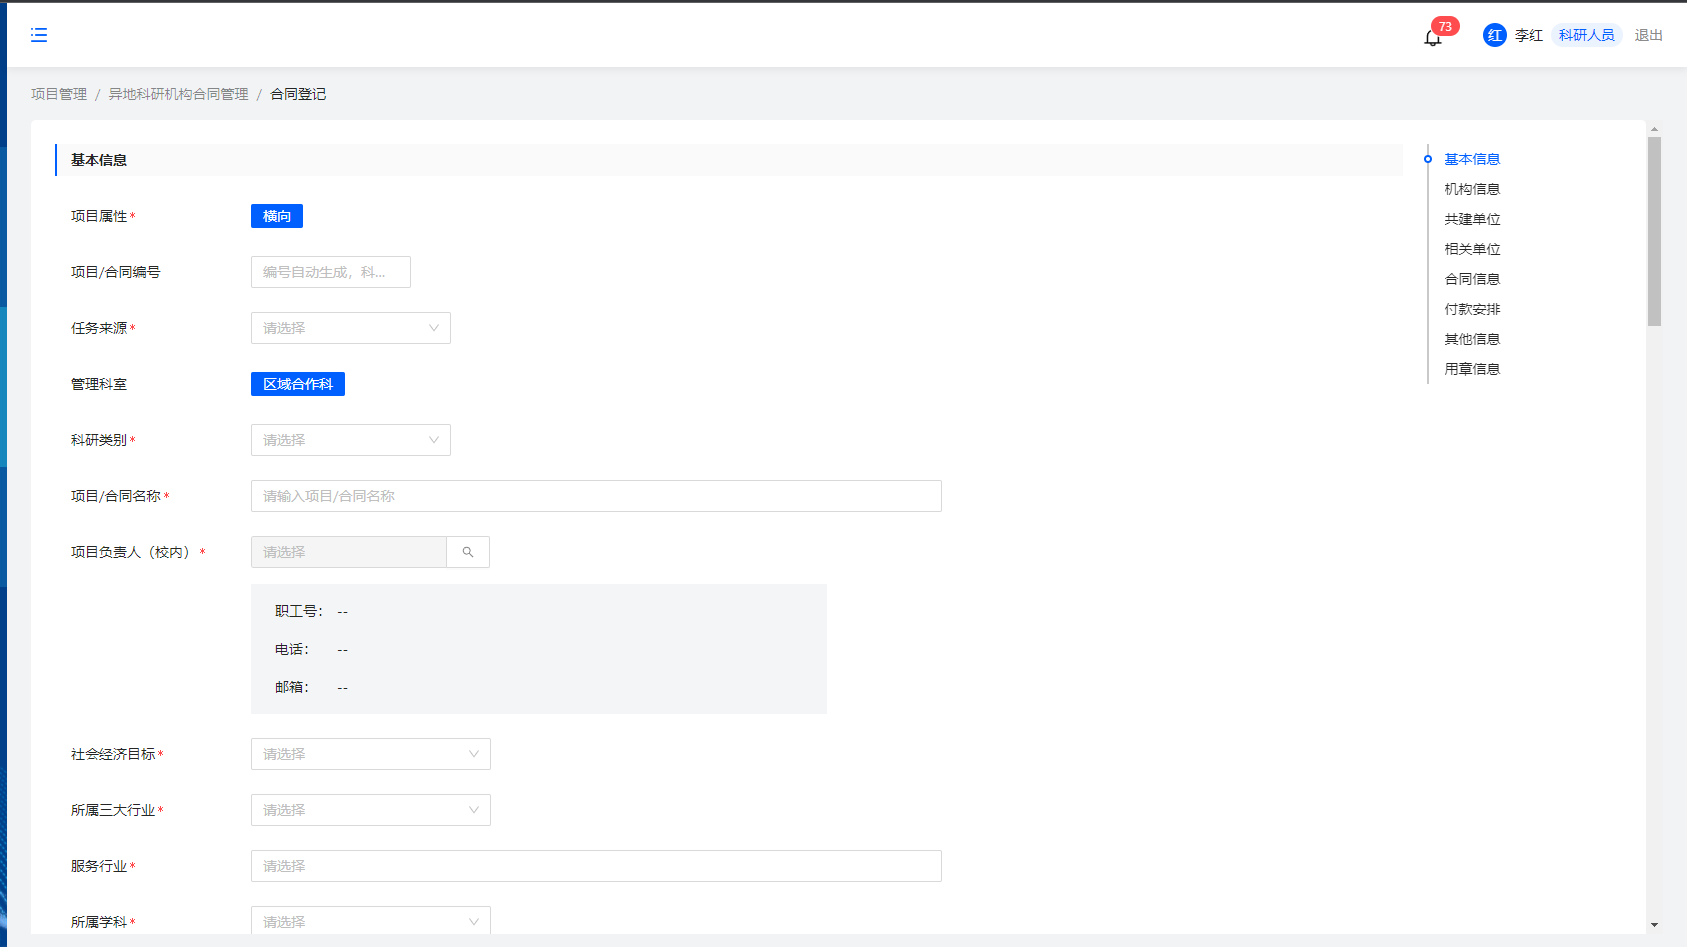 73
红 李红 科研人员 退出
项目管理 / 异地科研机构合同管理 / 合同登记
基本信息
项目属性* 横向
项目/合同编号 编号自动生成，科...
任务来源* 请选择
管理科室 区域合作科
科研类别* 请选择
项目/合同名称* 请输入项目/合同名称
项目负责人（校内）* 请选择
职工号： --
电话： --
邮箱： --
社会经济目标* 请选择
所属三大行业* 请选择
服务行业* 请选择
所属学科* 请选择
基本信息
机构信息
共建单位
相关单位
合同信息
付款安排
其他信息
用章信息